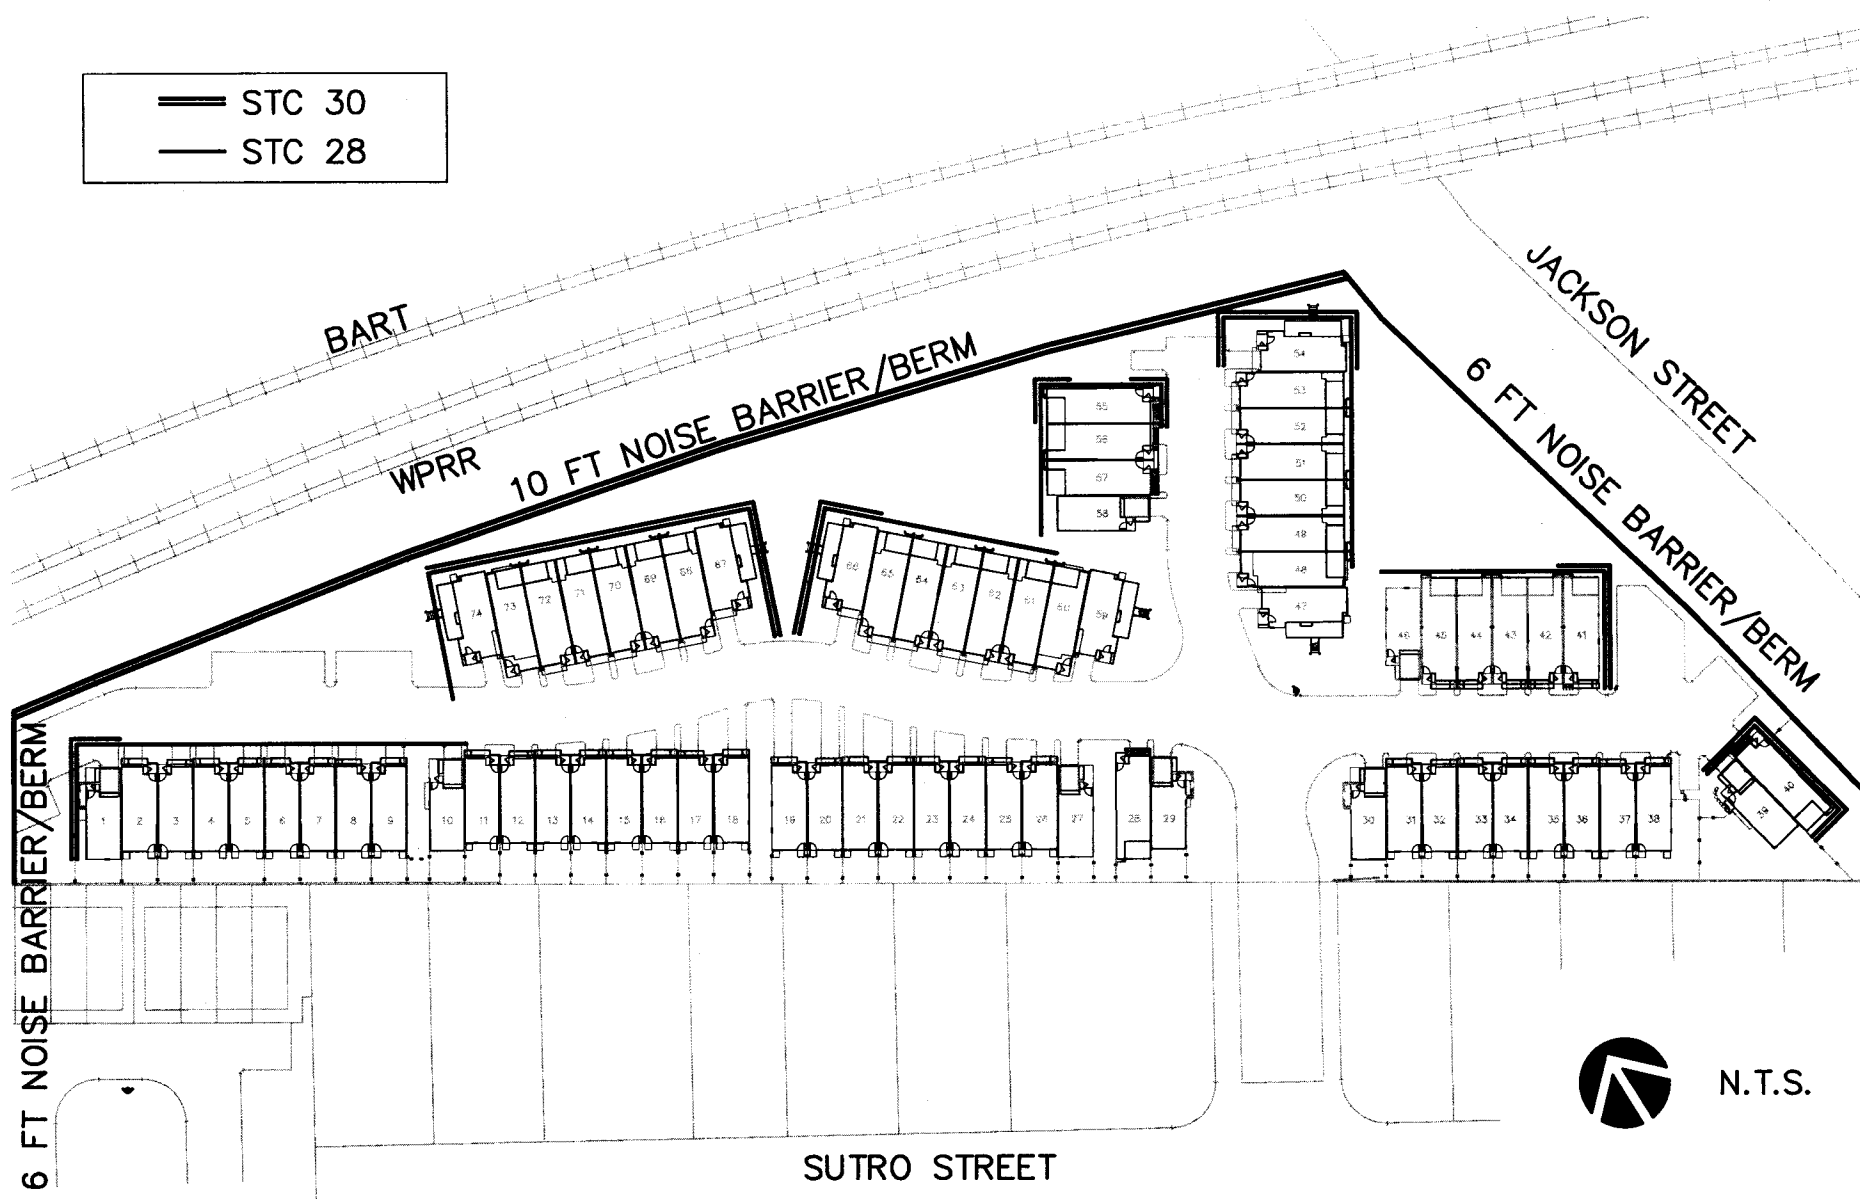 STC 30
STC 28
BART
WPRR
10 FT NOISE BARRIER/BERM
JACKSON STREET
6 FT NOISE BARRIER/BERM
54
53
52
51
50
49
48
47
55
56
57
58
74
73
72
71
70
69
68
67
66
65
64
63
62
61
60
59
46
45
44
43
42
41
40
39
6 FT NOISE BARRIER/BERM
1 2 3 4 5 6 7 8 9
10 11 12 13 14 15 16 17 18
19 20 21 22 23 24 25 26 27
28 29
30 31 32 33 34 35 36 37 38
N.T.S.
SUTRO STREET